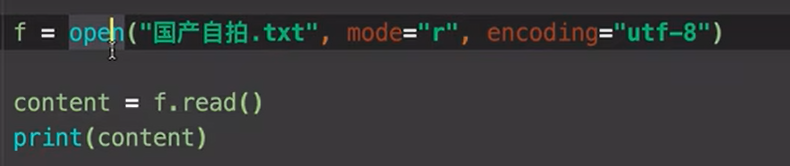 f = open("国产自拍.txt", mode="r", encoding="utf-8")
content = f.read()
print(content)